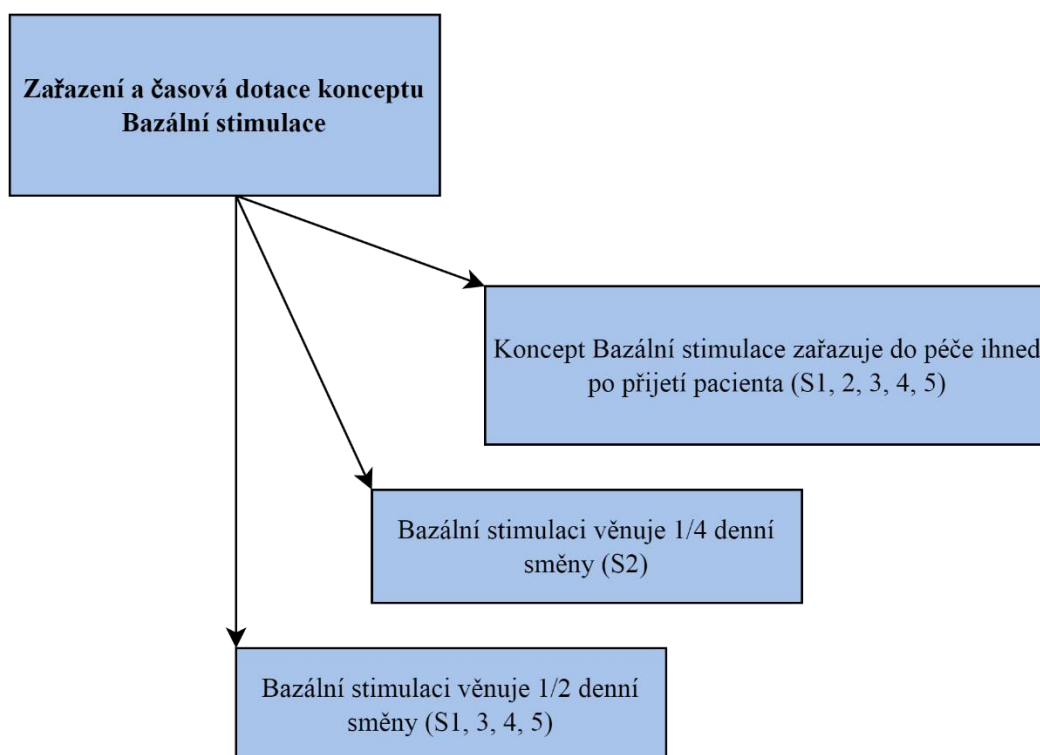 Zařazení a časová dotace konceptu
Bazální stimulace
Koncept Bazální stimulace zařazuje do péče ihned
po přijetí pacienta (S1, 2, 3, 4, 5)
Bazální stimulaci věnuje 1/4 denní
směny (S2)
Bazální stimulaci věnuje 1/2 denní
směny (S1, 3, 4, 5)